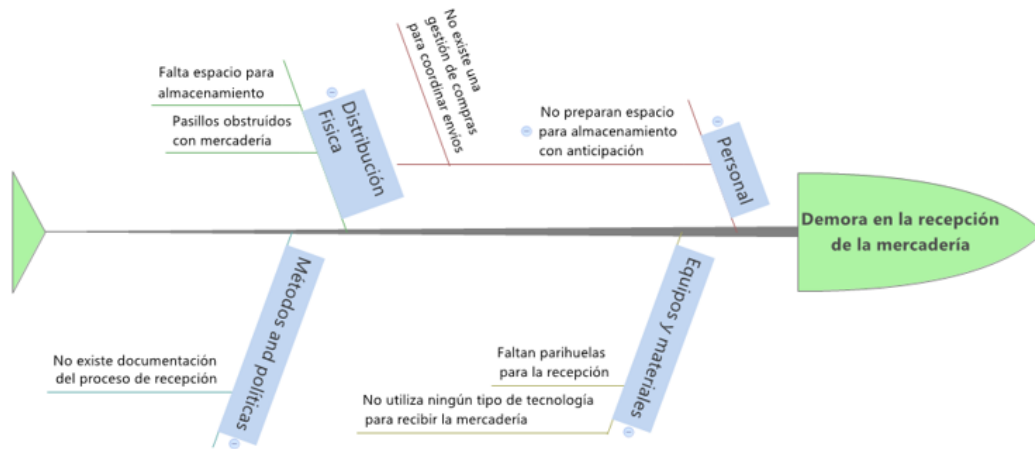 Falta espacio para
almacenamiento
Pasillos obstruídos
con mercadería
Distribución
Física
No existe una
gestión de compras
para coordinar envíos
No preparan espacio
para almacenamiento
con anticipación
Personal
Demora en la recepción
de la mercadería
Métodos and políticas
No existe documentación
del proceso de recepción
Equipos y materiales
Faltan parihuelas
para la recepción
No utiliza ningún tipo de tecnología
para recibir la mercadería